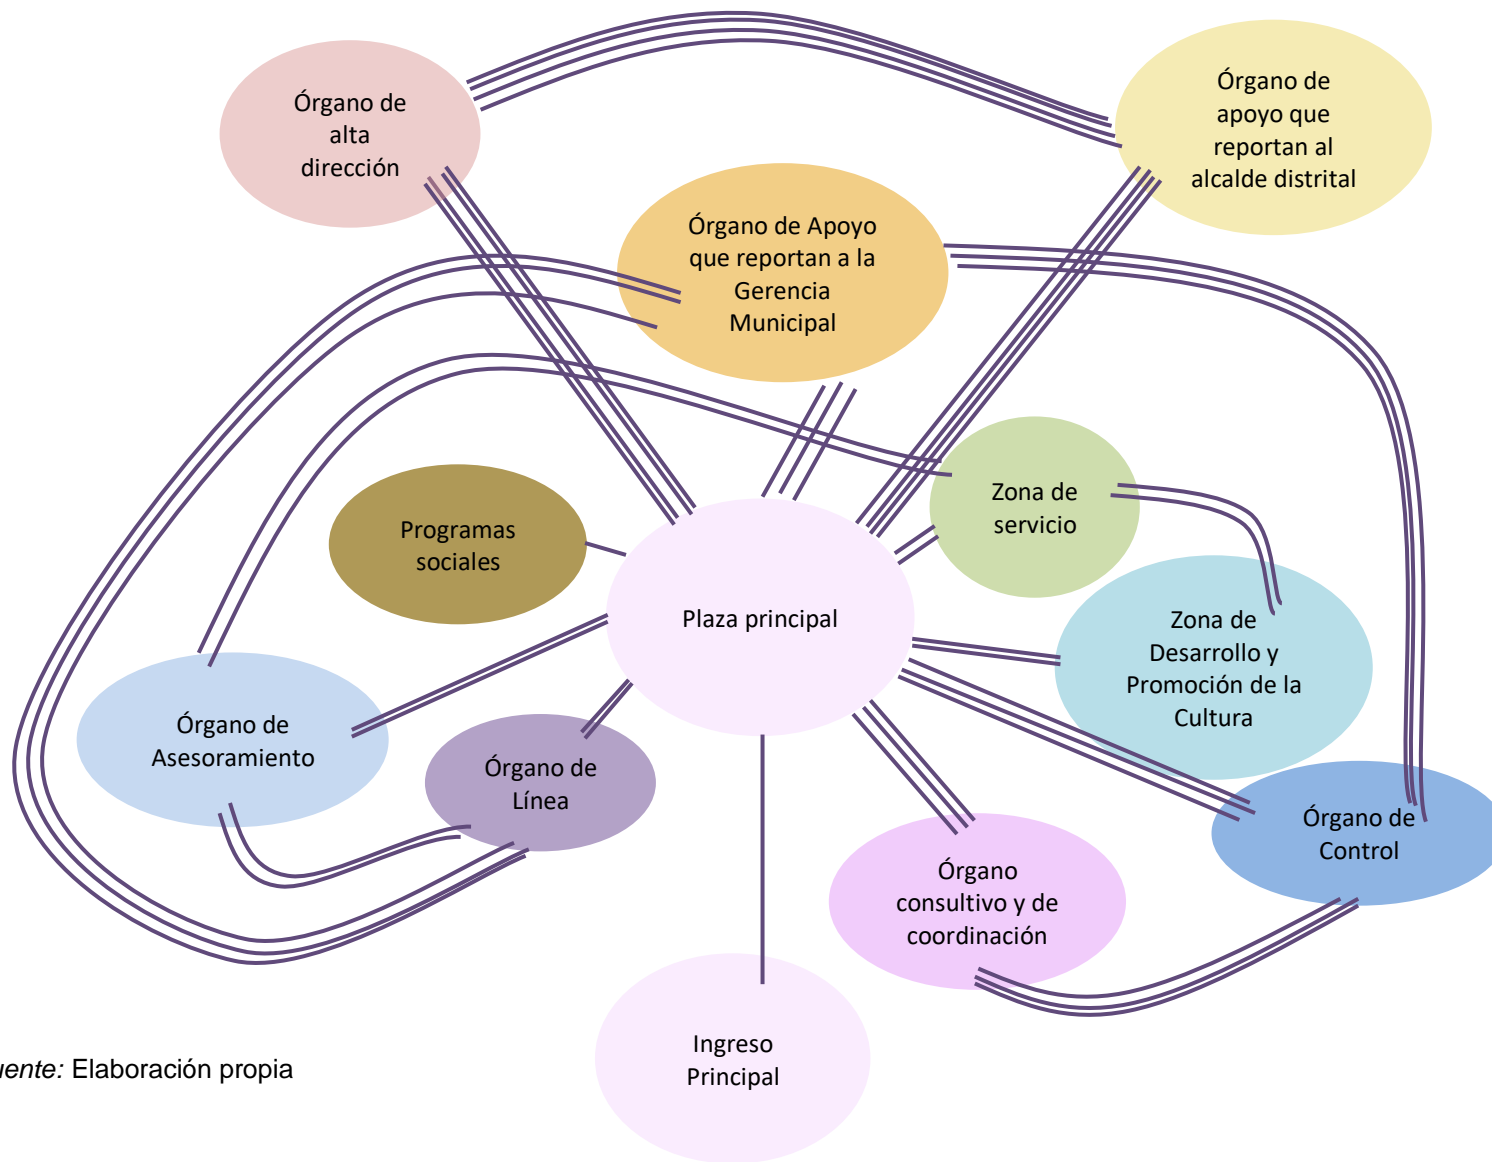 Órgano de
alta
dirección
Órgano de
apoyo que
reportan al
alcalde distrital
Órgano de Apoyo
que reportan a la
Gerencia
Municipal
Programas
sociales
Zona de
servicio
Plaza principal
Zona de
Desarrollo y
Promoción de la
Cultura
Órgano de
Asesoramiento
Órgano de
Línea
Órgano de
Control
Órgano
consultivo y de
coordinación
Ingreso
Principal
uente: Elaboración propia